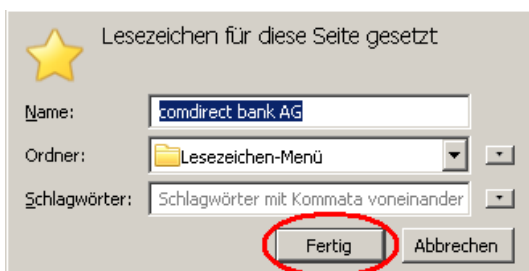 Lesezeichen für diese Seite gesetzt
Name: comdirect bank AG
Ordner: Lesezeichen-Menü
Schlagwörter: Schlagwörter mit Kommata voneinander
Fertig Abbrechen